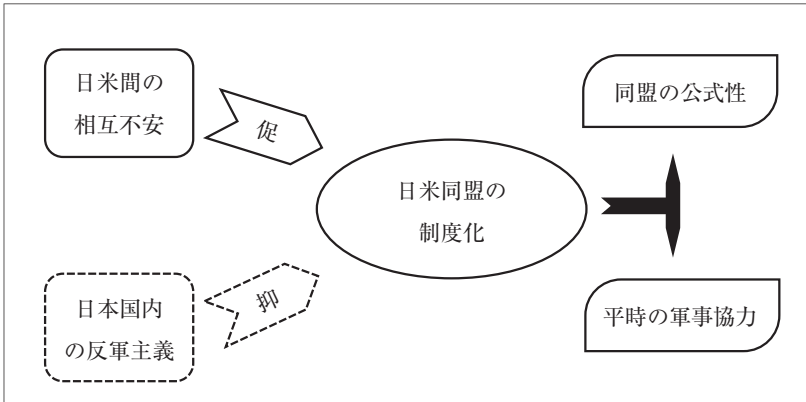 日米間の
相互不安
促
日米同盟の
制度化
同盟の公式性
日本国内
の反軍主義
抑
平時の軍事協力